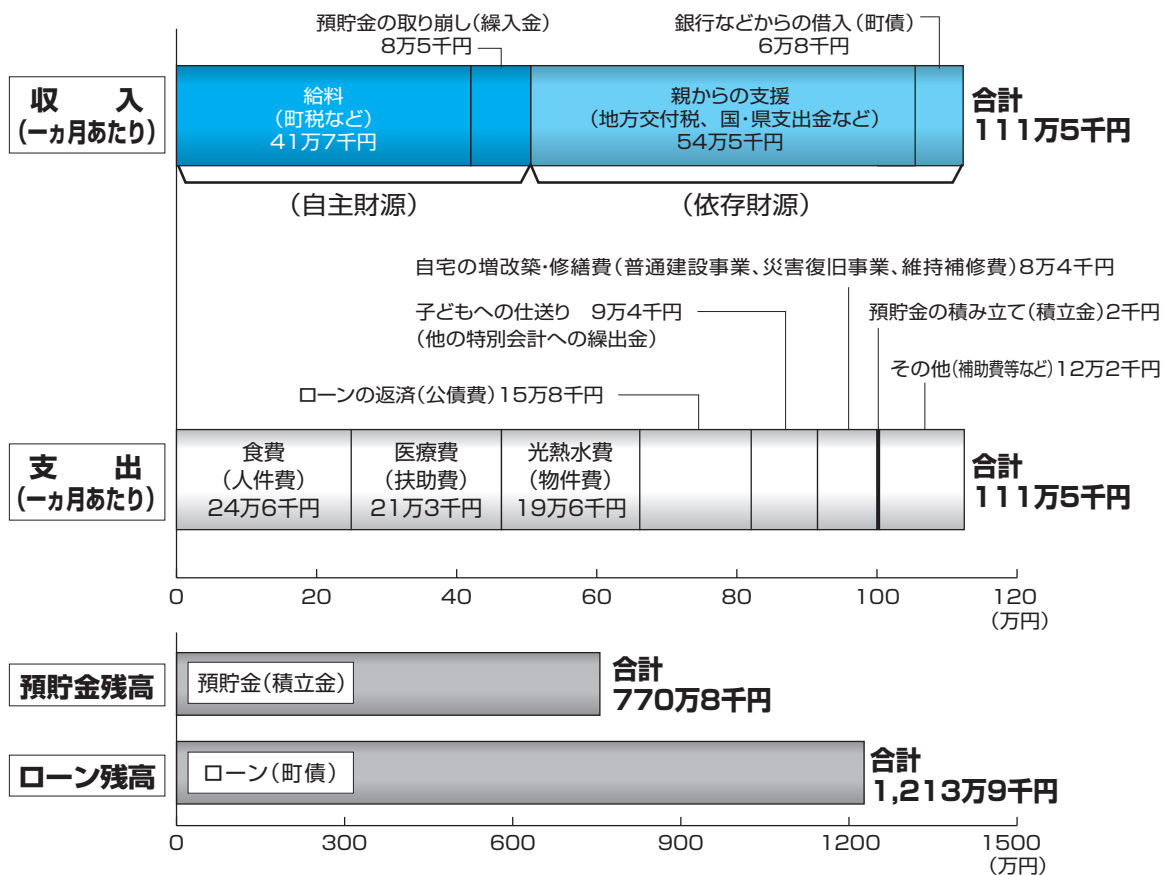 預貯金の取り崩し(繰入金)
8万5千円
銀行などからの借入(町債)
6万8千円
収　入
(一ヵ月あたり)
給料
(町税など)
41万7千円
親からの支援
(地方交付税、国・県支出金など)
54万5千円
合計
111万5千円
(自主財源)
(依存財源)
自宅の増改築・修繕費(普通建設事業、災害復旧事業、維持補修費)8万4千円
子どもへの仕送り　9万4千円
(他の特別会計への繰出金)
預貯金の積み立て(積立金)2千円
その他(補助費等など)12万2千円
ローンの返済(公債費)15万8千円
支　出
(一ヵ月あたり)
食費
(人件費)
24万6千円
医療費
(扶助費)
21万3千円
光熱水費
(物件費)
19万6千円
合計
111万5千円
0 20 40 60 80 100 120
(万円)
預貯金残高
預貯金(積立金)
合計
770万8千円
ローン残高
ローン(町債)
合計
1,213万9千円
0 300 600 900 1200 1500
(万円)